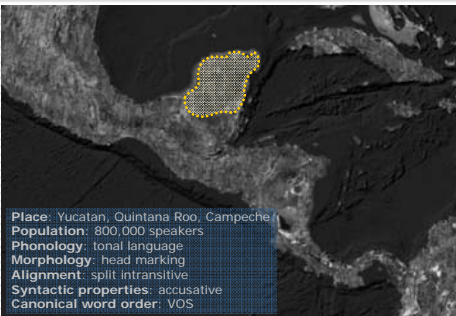 Place: Yucatan, Quintana Roo, Campeche
Population: 800,000 speakers
Phonology: tonal language
Morphology: head marking
Alignment: split intransitive
Syntactic properties: accusative
Canonical word order: VOS